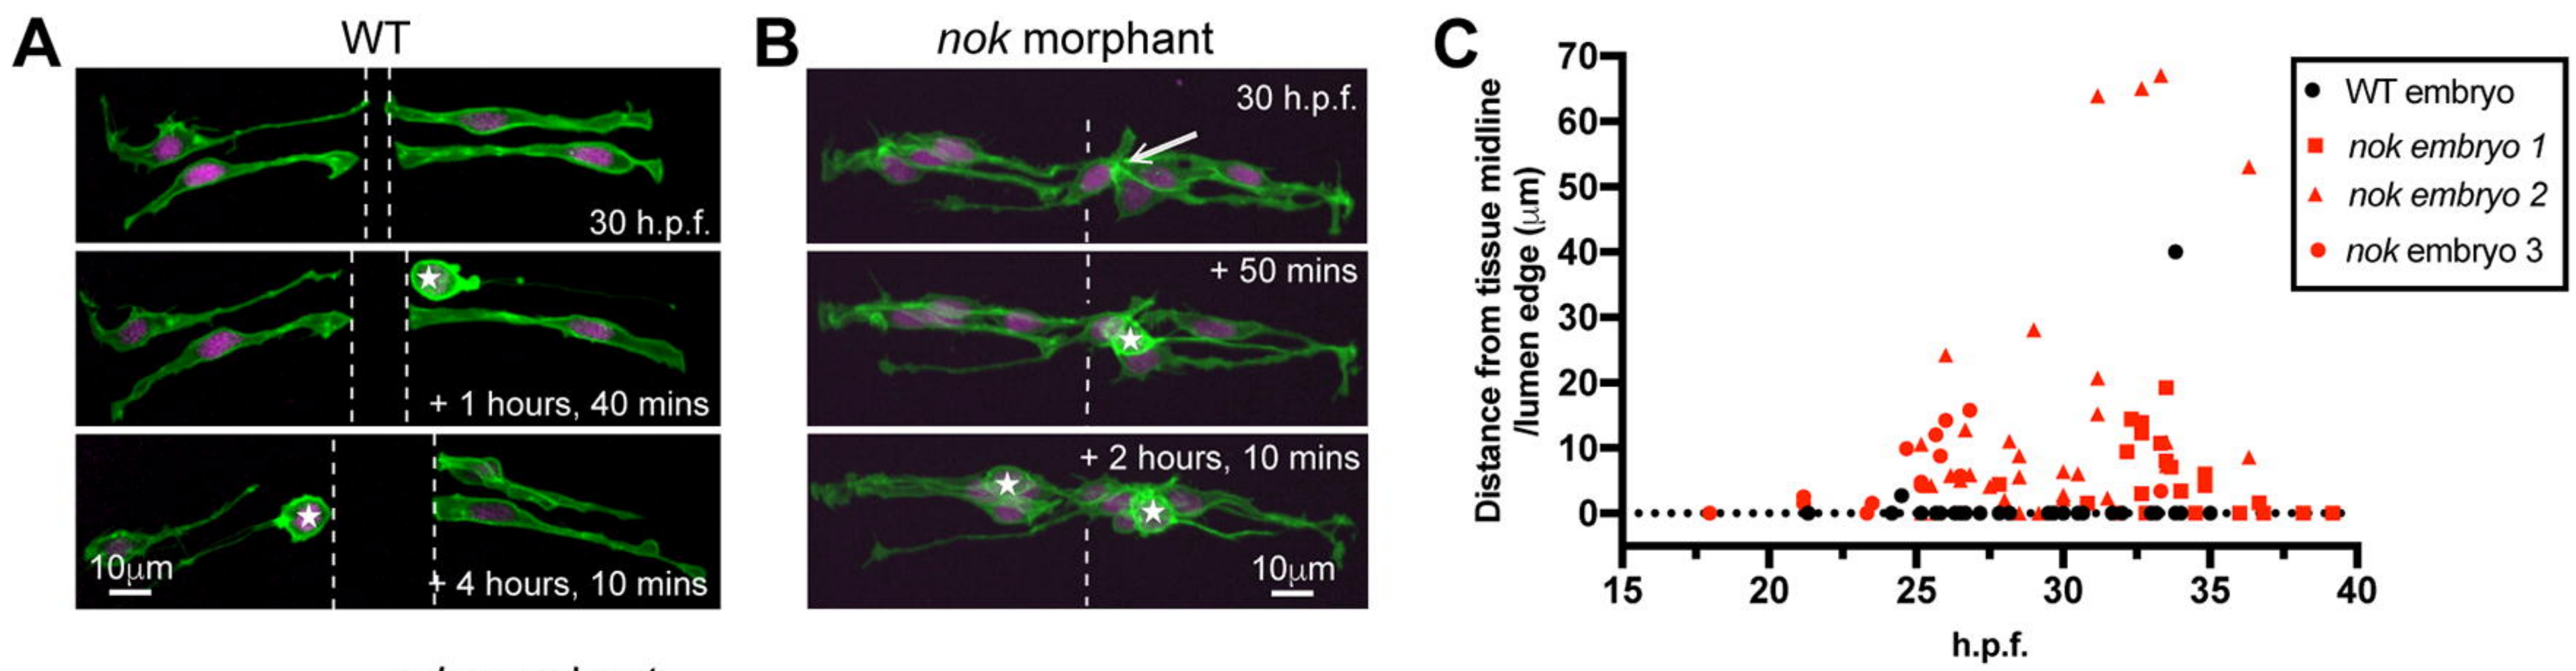 A
WT
30 h.p.f.
+ 1 hours, 40 mins
10μm
+ 4 hours, 10 mins
B
nok morphant
30 h.p.f.
+ 50 mins
+ 2 hours, 10 mins
10μm
C
Distance from tissue midline
/lumen edge (μm)
70
60
50
40
30
20
10
0
15 20 25 30 35 40
h.p.f.
WT embryo
nok embryo 1
nok embryo 2
nok embryo 3